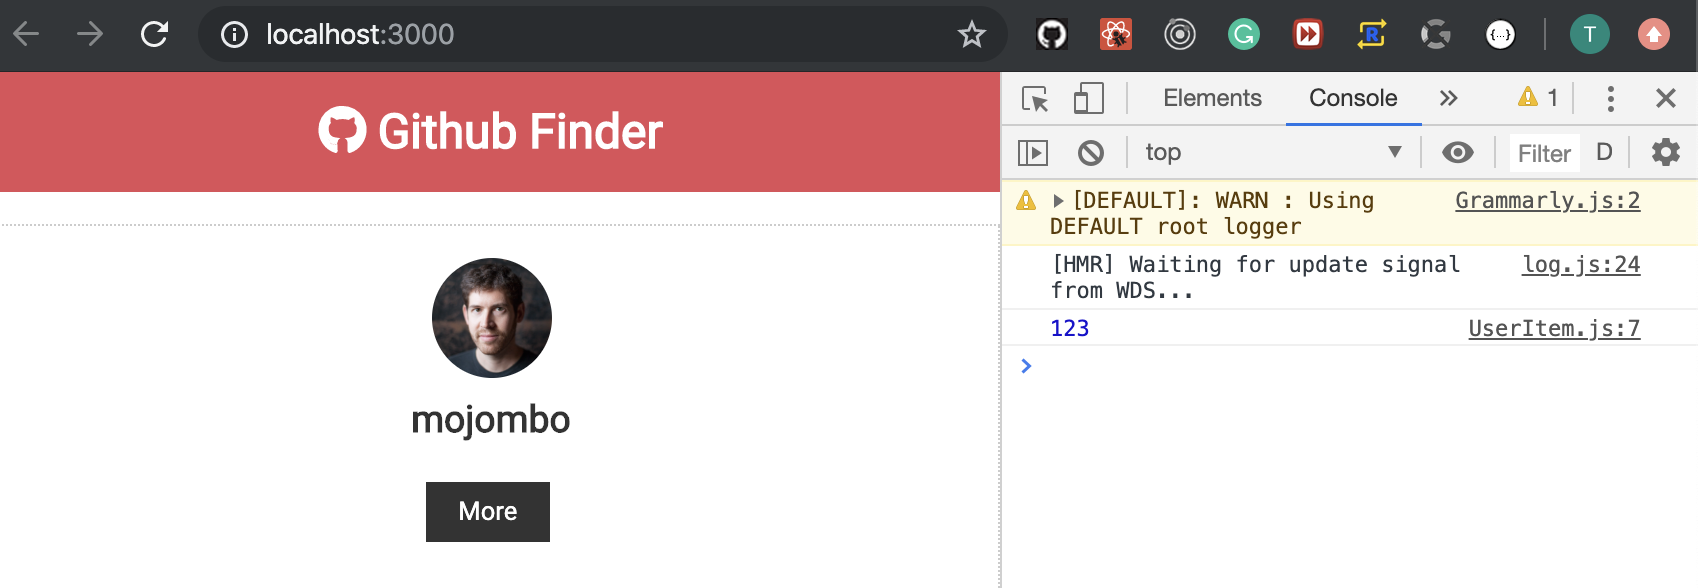 localhost:3000
T
Github Finder
mojombo
More
Elements Console 1
top Filter D
[DEFAULT]: WARN : Using Grammarly.js:2
DEFAULT root logger
[HMR] Waiting for update signal log.js:24
from WDS...
123 UserItem.js:7